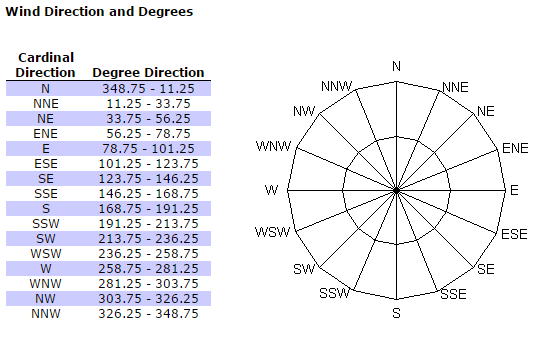 Wind Direction and Degrees
Cardinal
Direction Degree Direction
N 348.75 - 11.25
NNE 11.25 - 33.75
NE 33.75 - 56.25
ENE 56.25 - 78.75
E 78.75 - 101.25
ESE 101.25 - 123.75
SE 123.75 - 146.25
SSE 146.25 - 168.75
S 168.75 - 191.25
SSW 191.25 - 213.75
SW 213.75 - 236.25
WSW 236.25 - 258.75
W 258.75 - 281.25
WNW 281.25 - 303.75
NW 303.75 - 326.25
NNW 326.25 - 348.75
N
NNW NNE
NW NE
WNW ENE
W E
WSW ESE
SW SE
SSW SSE
S